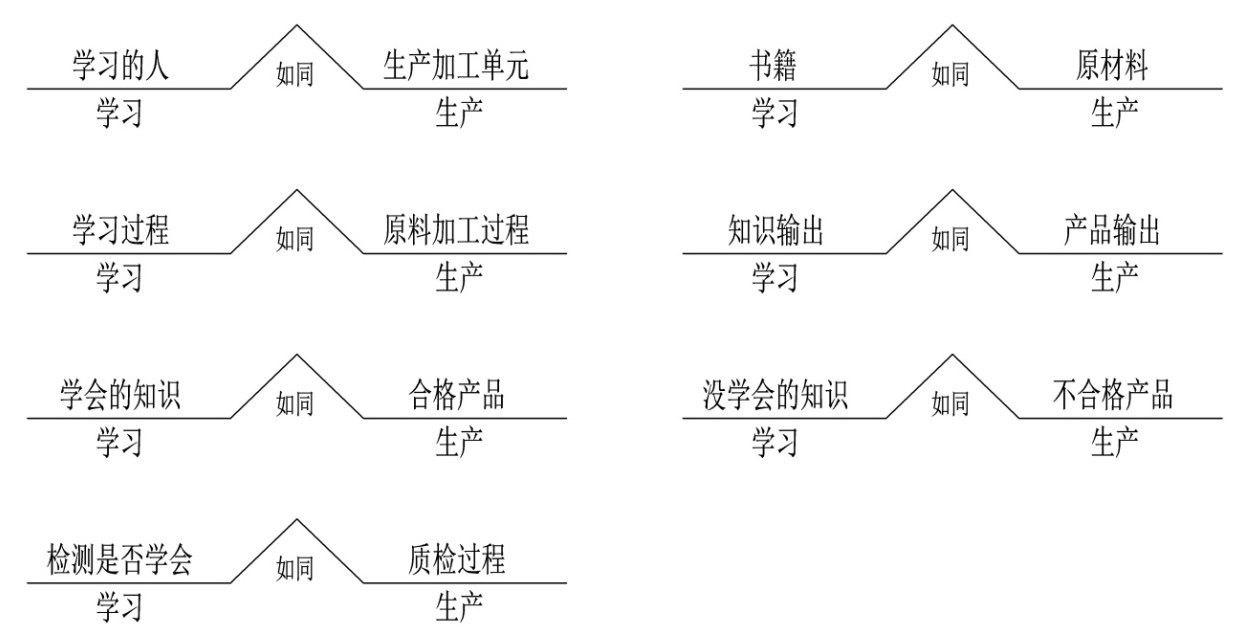 学习的人 如同 生产加工单元
学习 生产
书籍 如同 原材料
学习 生产
学习过程 如同 原料加工过程
学习 生产
知识输出 如同 产品输出
学习 生产
学会的知识 如同 合格产品
学习 生产
没学会的知识 如同 不合格产品
学习 生产
检测是否学会 如同 质检过程
学习 生产